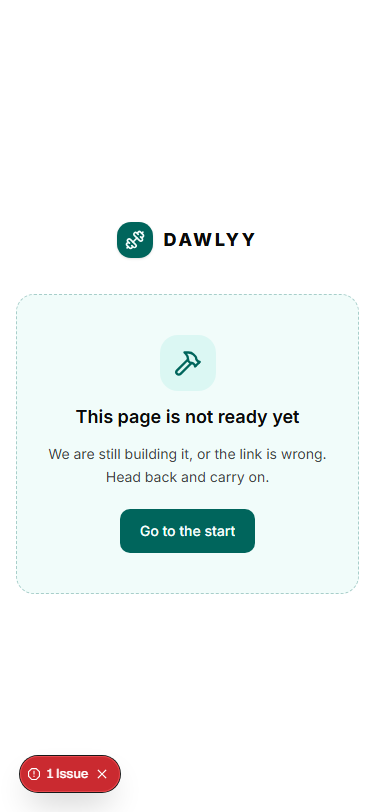 DAWLYY
This page is not ready yet
We are still building it, or the link is wrong.
Head back and carry on.
Go to the start
1 Issue